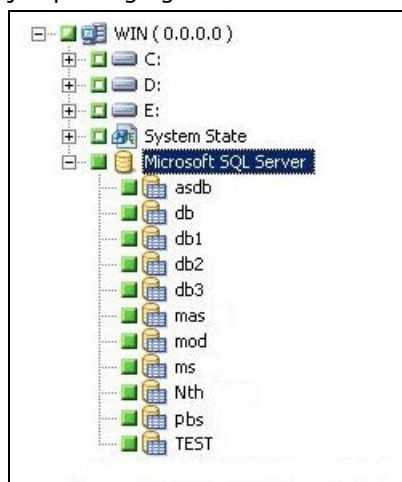 WIN ( 0.0.0.0 )
C:
D:
E:
System State
Microsoft SQL Server
asdb
db
db1
db2
db3
mas
mod
ms
Nth
pbs
TEST